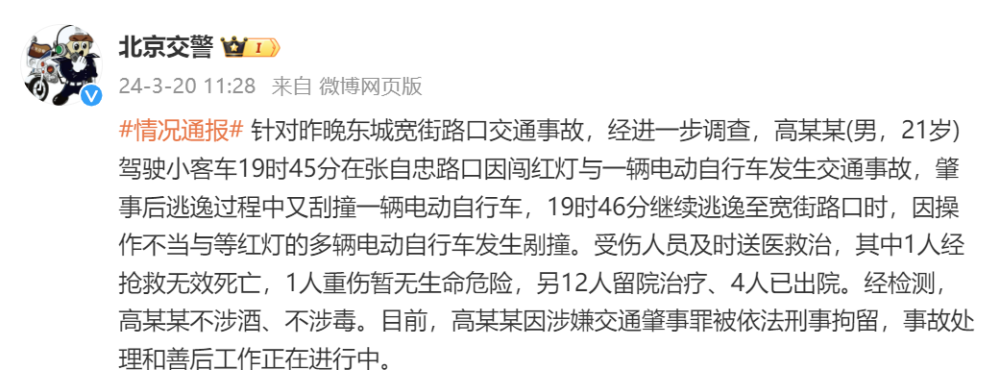 北京交警 I
24-3-20 11:28 来自 微博网页版
#情况通报# 针对昨晚东城宽街路口交通事故，经进一步调查，高某某(男，21岁)
驾驶小客车19时45分在张自忠路口因闯红灯与一辆电动自行车发生交通事故，肇
事后逃逸过程中又刮撞一辆电动自行车，19时46分继续逃逸至宽街路口时，因操
作不当与等红灯的多辆电动自行车发生剐撞。受伤人员及时送医救治，其中1人经
抢救无效死亡，1人重伤暂无生命危险，另12人留院治疗、4人已出院。经检测，
高某某不涉酒、不涉毒。目前，高某某因涉嫌交通肇事罪被依法刑事拘留，事故处
理和善后工作正在进行中。